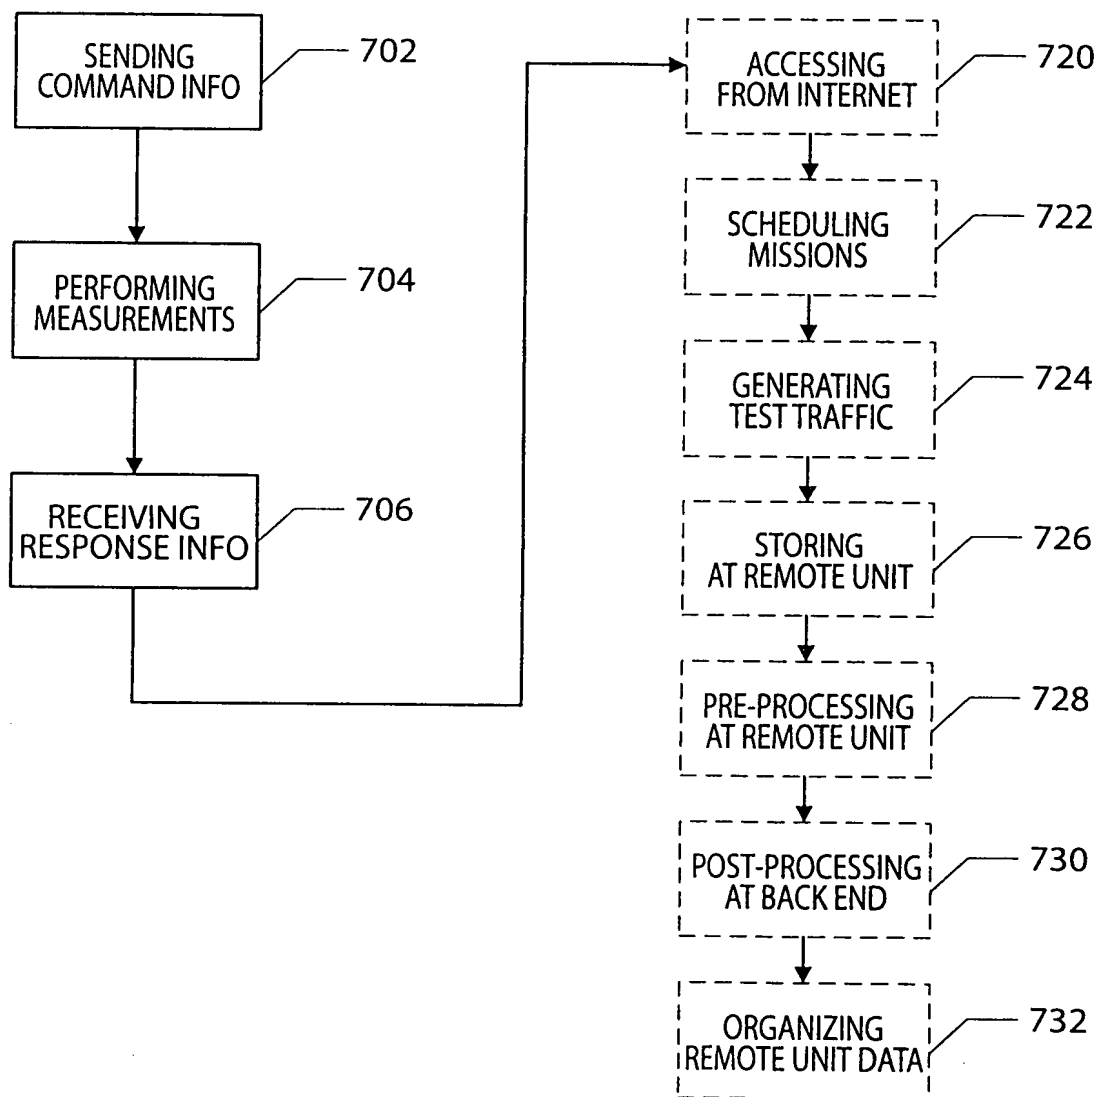 SENDING
COMMAND INFO
702
PERFORMING
MEASUREMENTS
704
RECEIVING
RESPONSE INFO
706
ACCESSING
FROM INTERNET
720
SCHEDULING
MISSIONS
722
GENERATING
TEST TRAFFIC
724
STORING
AT REMOTE UNIT
726
PRE-PROCESSING
AT REMOTE UNIT
728
POST-PROCESSING
AT BACK END
730
ORGANIZING
REMOTE UNIT DATA
732